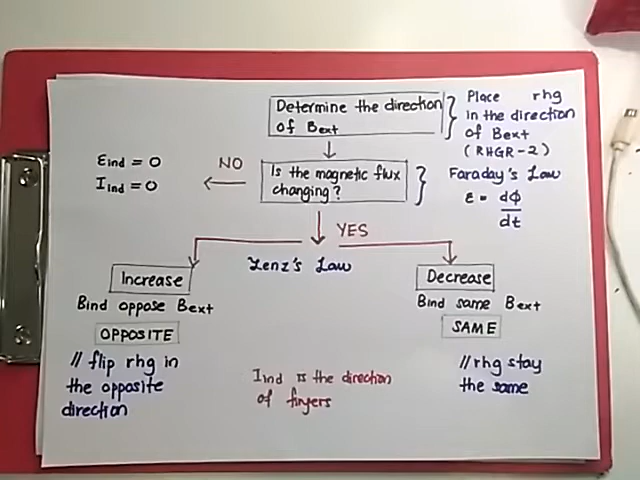 Determine the direction
of Bext
Place rhg
in the direction
of Bext
(RHGR-2)
Is the magnetic flux
changing?
NO
εind = 0
Iind = 0
Faraday's Law
ε = dϕ
dt
YES
Lenz's Law
Increase
Bind oppose Bext
OPPOSITE
// flip rhg in
the opposite
direction
Decrease
Bind same Bext
SAME
// rhg stay
the same
Iind is the direction
of fingers